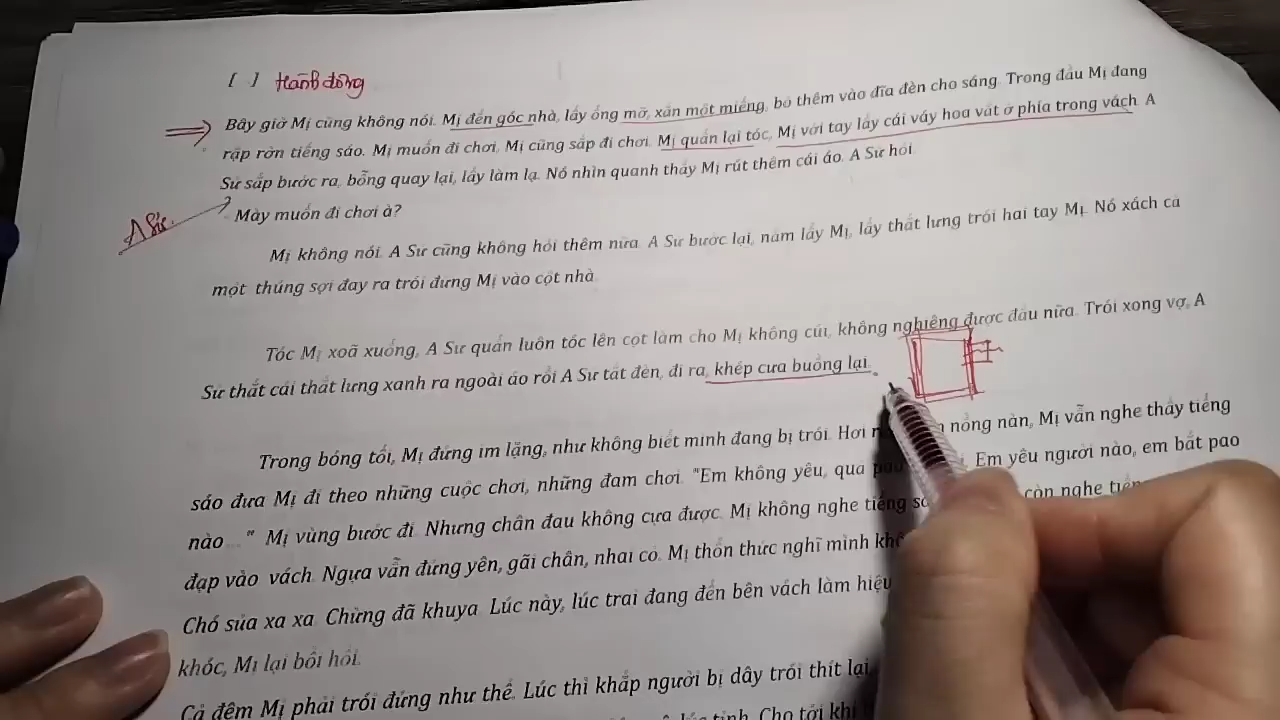 [ ] Hành động
Bây giờ Mị cũng không nói. Mị đến góc nhà, lấy ống mỡ, xắn một miếng, bỏ thêm vào đĩa đèn cho sáng. Trong đầu Mị đang
rập rờn tiếng sáo. Mị muốn đi chơi, Mị cũng sắp đi chơi. Mị quấn lại tóc, Mị với tay lấy cái váy hoa vắt ở phía trong vách. A
Sử sắp bước ra, bỗng quay lại, lấy làm lạ. Nó nhìn quanh thấy Mị rút thêm cái áo. A Sử hỏi
A Sử
Mày muốn đi chơi à?
Mị không nói. A Sử cũng không hỏi thêm nữa. A Sử bước lại, nắm lấy Mị, lấy thắt lưng trói hai tay Mị. Nó xách cả
một thúng sợi đay ra trói đứng Mị vào cột nhà
Tóc Mị xoã xuống, A Sử quấn luôn tóc lên cột làm cho Mị không cúi, không nghiêng được đầu nữa. Trói xong vợ, A
Sử thắt cái thắt lưng xanh ra ngoài áo rồi A Sử tắt đèn, đi ra, khép cửa buồng lại.
Trong bóng tối, Mị đứng im lặng, như không biết mình đang bị trói. Hơi nồng nàn, Mị vẫn nghe thấy tiếng
sáo đưa Mị đi theo những cuộc chơi, những đám chơi. "Em không yêu, quả Em yêu người nào, em bắt pao
nào ..." Mị vùng bước đi. Nhưng chân đau không cựa được. Mị không nghe tiếng còn nghe
đạp vào vách. Ngựa vẫn đứng yên, gãi chân, nhai cỏ. Mị thổn thức nghĩ mình
Chó sủa xa xa. Chừng đã khuya. Lúc này, lúc trai đang đến bên vách làm hiệu
khóc, Mị lại bồi hồi.
Cả đêm Mị phải trói đứng như thế. Lúc thì khắp người bị dây trói thít lại
tỉnh. Cho tới khi